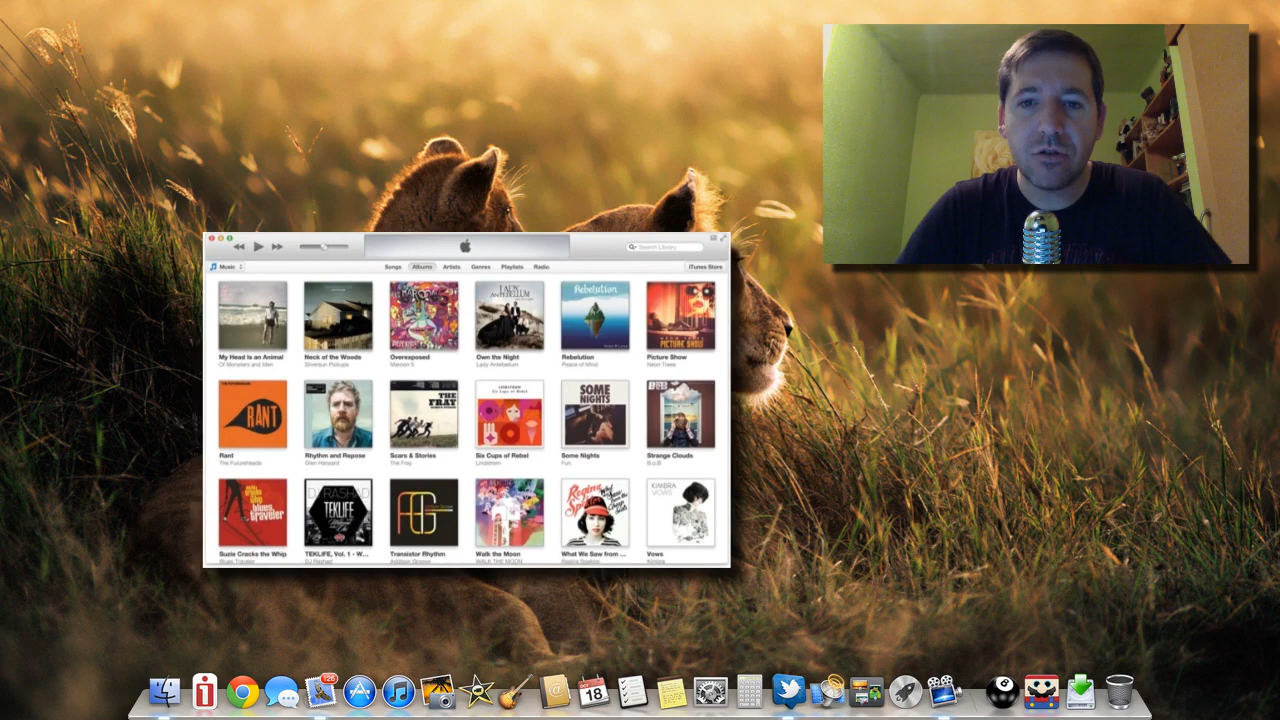 Search Library
Music
Songs Albums Artists Genres Playlists Radio
iTunes Store
My Head Is an Animal
Of Monsters and Men
Neck of the Woods
Silversun Pickups
Overexposed
Maroon 5
Own the Night
Lady Antebellum
Rebelution
Peace of Mind
Picture Show
Neon Trees
RANT
THE FRAY
SOME NIGHTS
Rant
The Futureheads
Rhythm and Repose
Glen Hansard
Scars & Stories
The Fray
Six Cups of Rebel
Lindstrøm
Some Nights
Fun.
Strange Clouds
B.o.B
DJ RASHAD
TEKLIFE
KIMBRA
VOWS
Suzie Cracks the Whip
Blues Traveler
TEKLIFE, Vol. 1 - W...
DJ Rashad
Transistor Rhythm
Addison Groove
Walk the Moon
WALK THE MOON
What We Saw from ...
Regina Spektor
Vows
Kimbra
126
OCT
18
8